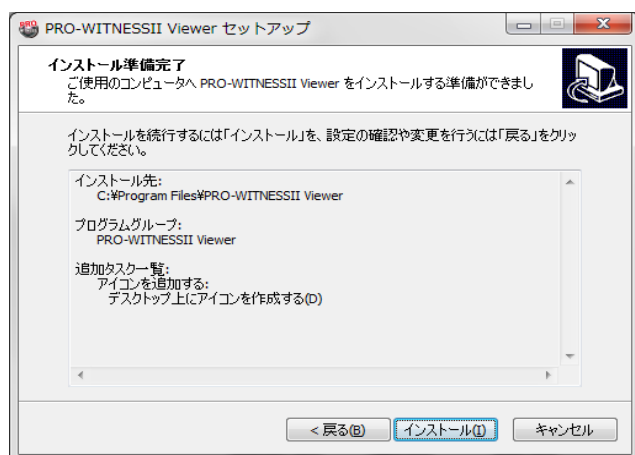 PRO-WITNESSII Viewer セットアップ
インストール準備完了
ご使用のコンピュータへ PRO-WITNESSII Viewer をインストールする準備ができまし
た。
インストールを続行するには「インストール」を、設定の確認や変更を行うには「戻る」をクリッ
クしてください。
インストール先:
C:¥Program Files¥PRO-WITNESSII Viewer
プログラムグループ:
PRO-WITNESSII Viewer
追加タスク一覧:
アイコンを追加する:
デスクトップ上にアイコンを作成する(D)
< 戻る(B)
インストール(I)
キャンセル